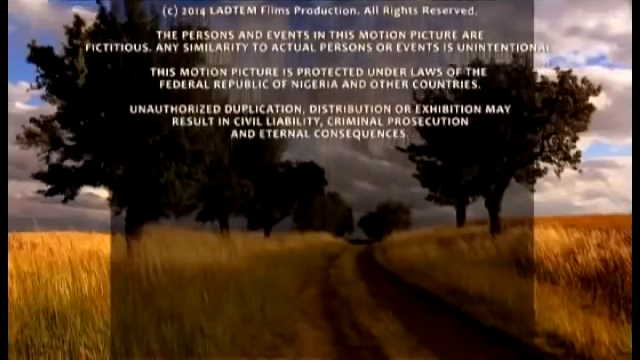 (c) 2014 LADTEM Films Production. All Rights Reserved.
THE PERSONS AND EVENTS IN THIS MOTION PICTURE ARE
FICTITIOUS. ANY SIMILARITY TO ACTUAL PERSONS OR EVENTS IS UNINTENTIONAL
THIS MOTION PICTURE IS PROTECTED UNDER LAWS OF THE
FEDERAL REPUBLIC OF NIGERIA AND OTHER COUNTRIES.
UNAUTHORIZED DUPLICATION, DISTRIBUTION OR EXHIBITION MAY
RESULT IN CIVIL LIABILITY, CRIMINAL PROSECUTION
AND ETERNAL CONSEQUENCES.